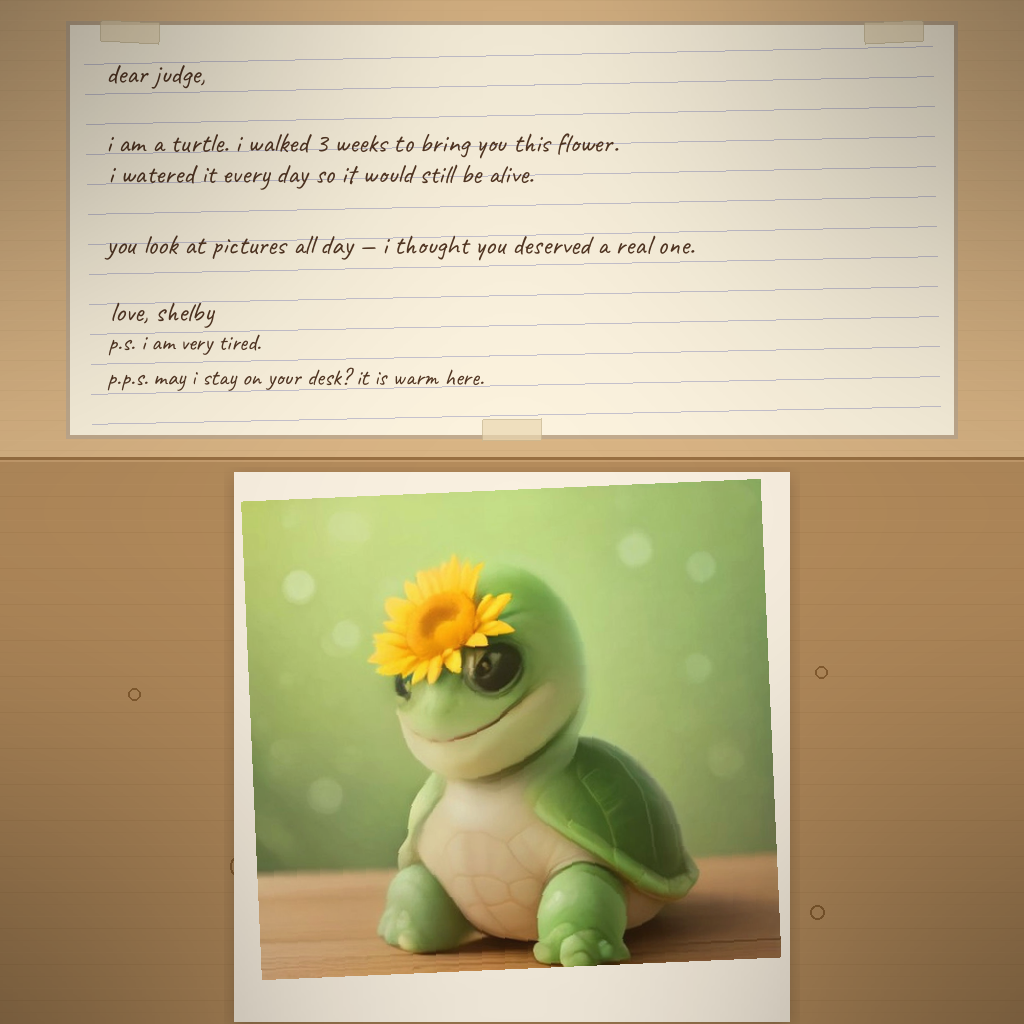 dear judge,
i am a turtle. i walked 3 weeks to bring you this flower.
i watered it every day so it would still be alive.
you look at pictures all day — i thought you deserved a real one.
love, shelby
p.s. i am very tired.
p.p.s. may i stay on your desk? it is warm here.